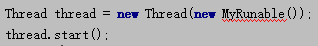 Thread thread = new Thread(new MyRunable());
thread.start();